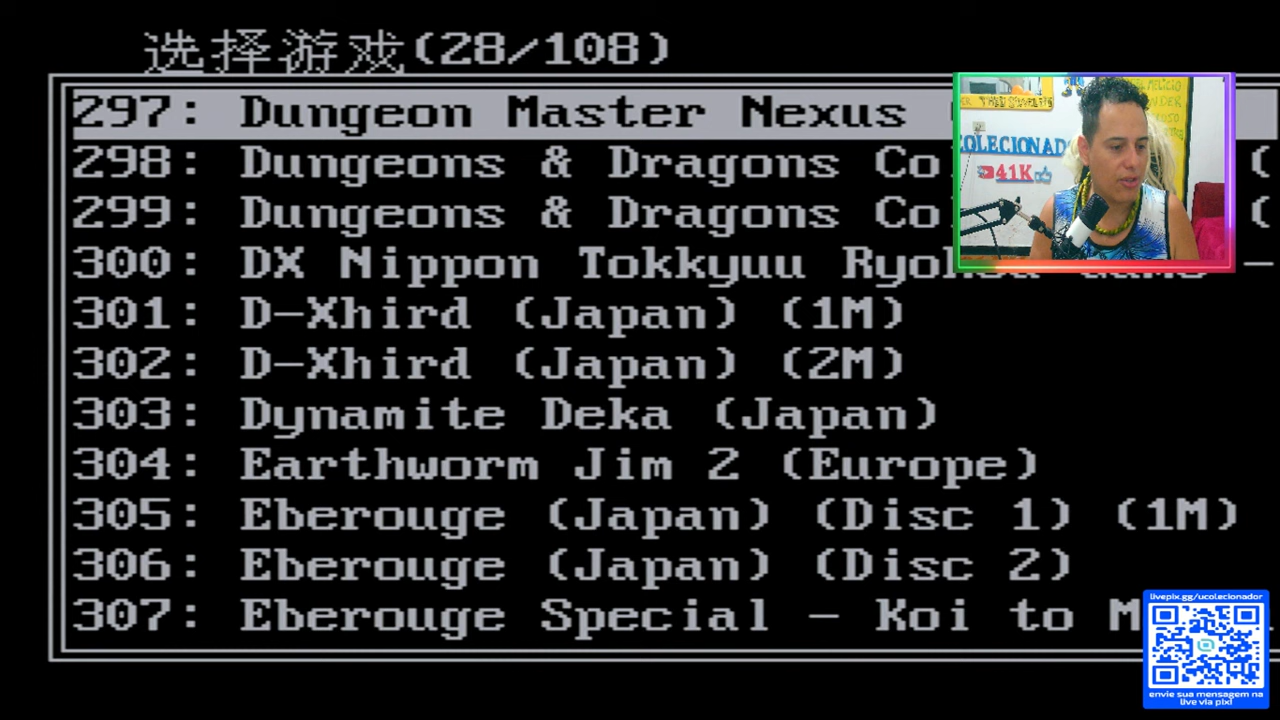 选择游戏(28/108)
297: Dungeon Master Nexus
298: Dungeons & Dragons Co
299: Dungeons & Dragons Co
300: DX Nippon Tokkyuu Ryo
301: D-Xhird (Japan) (1M)
302: D-Xhird (Japan) (2M)
303: Dynamite Deka (Japan)
304: Earthworm Jim 2 (Europe)
305: Eberouge (Japan) (Disc 1) (1M)
306: Eberouge (Japan) (Disc 2)
307: Eberouge Special - Koi to M
COLECIONAD
41K
livepix.gg/ucolecionador
envie sua mensagem na
live via pix!